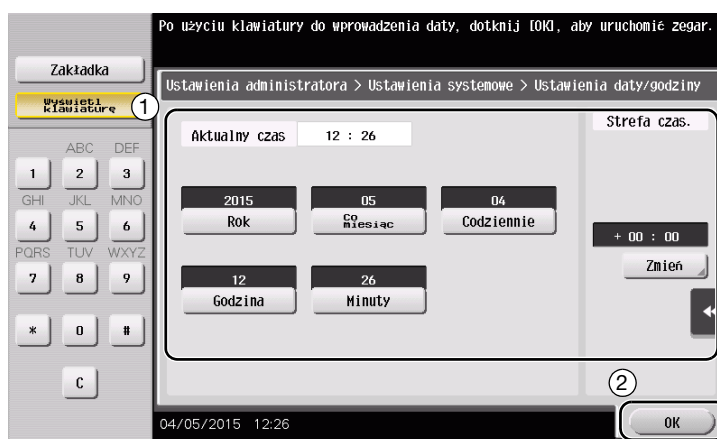 Po użyciu klawiatury do wprowadzenia daty, dotknij [OK], aby uruchomić zegar.
Zakładka
Wyświetl
klawiaturę
1
Ustawienia administratora > Ustawienia systemowe > Ustawienia daty/godziny
Aktualny czas 12 : 26
Strefa czas.
ABC DEF
1 2 3
GHI JKL MNO
4 5 6
PQRS TUV WXYZ
7 8 9
* 0 #
C
2015 05 04
Rok Co miesiąc Codziennie
+ 00 : 00
Zmień
12 26
Godzina Minuty
2
04/05/2015 12:26
OK